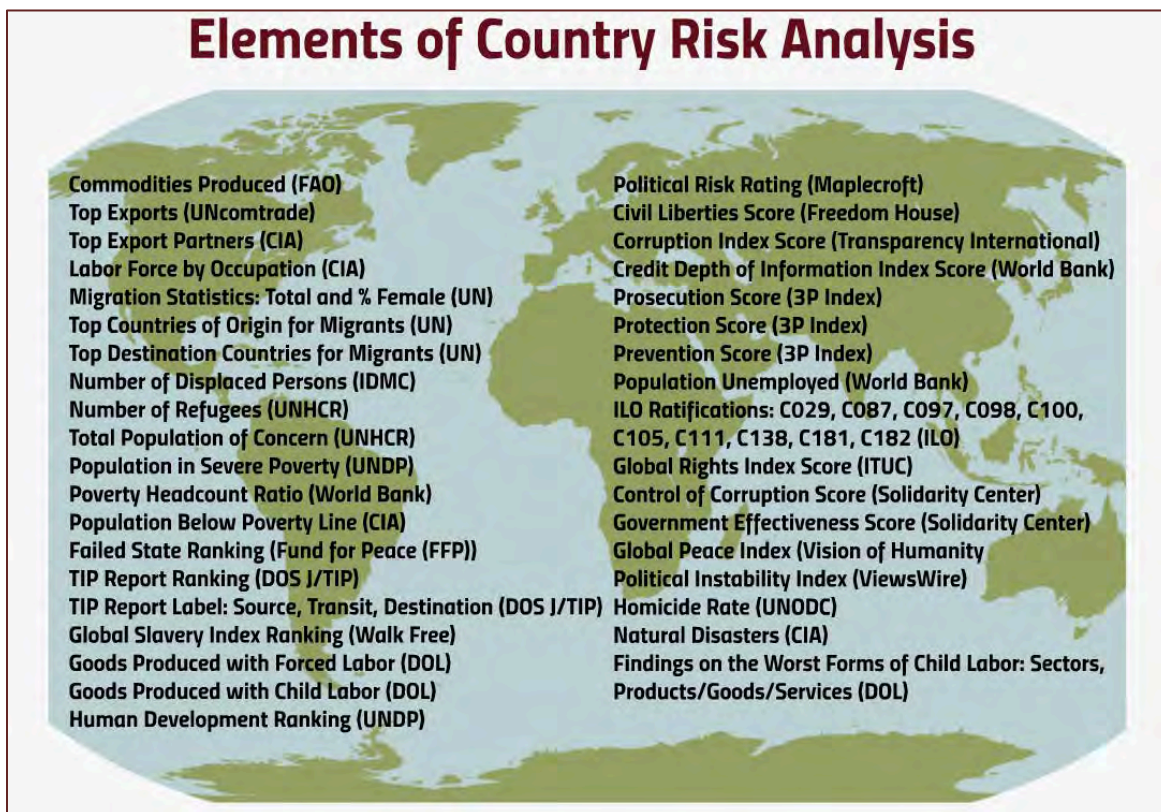 Elements of Country Risk Analysis
Commodities Produced (FAO)
Top Exports (UNcomtrade)
Top Export Partners (CIA)
Labor Force by Occupation (CIA)
Migration Statistics: Total and % Female (UN)
Top Countries of Origin for Migrants (UN)
Top Destination Countries for Migrants (UN)
Number of Displaced Persons (IDMC)
Number of Refugees (UNHCR)
Total Population of Concern (UNHCR)
Population in Severe Poverty (UNDP)
Poverty Headcount Ratio (World Bank)
Population Below Poverty Line (CIA)
Failed State Ranking (Fund for Peace (FFP))
TIP Report Ranking (DOS J/TIP)
TIP Report Label: Source, Transit, Destination (DOS J/TIP)
Global Slavery Index Ranking (Walk Free)
Goods Produced with Forced Labor (DOL)
Goods Produced with Child Labor (DOL)
Human Development Ranking (UNDP)
Political Risk Rating (Maplecroft)
Civil Liberties Score (Freedom House)
Corruption Index Score (Transparency International)
Credit Depth of Information Index Score (World Bank)
Prosecution Score (3P Index)
Protection Score (3P Index)
Prevention Score (3P Index)
Population Unemployed (World Bank)
ILO Ratifications: C029, C087, C097, C098, C100,
C105, C111, C138, C181, C182 (ILO)
Global Rights Index Score (ITUC)
Control of Corruption Score (Solidarity Center)
Government Effectiveness Score (Solidarity Center)
Global Peace Index (Vision of Humanity
Political Instability Index (ViewsWire)
Homicide Rate (UNODC)
Natural Disasters (CIA)
Findings on the Worst Forms of Child Labor: Sectors,
Products/Goods/Services (DOL)